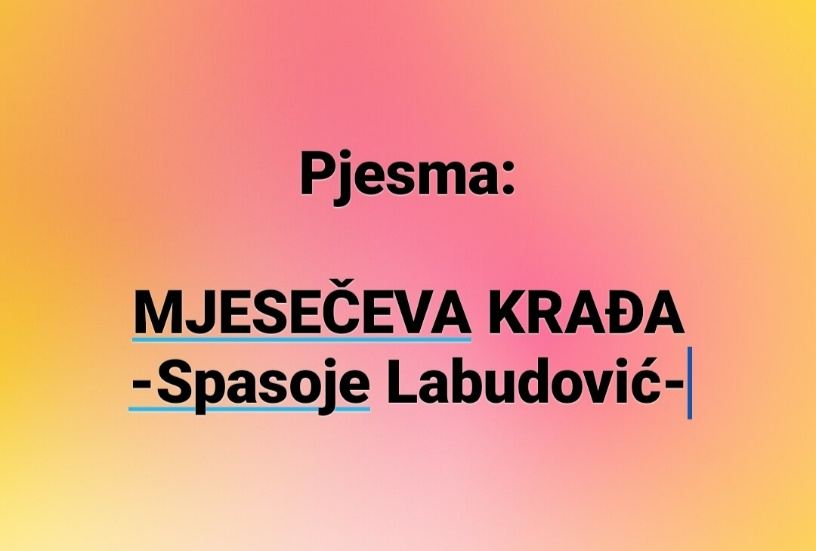 Pjesma:
MJESEČEVA KRAĐA
-Spasoje Labudović-